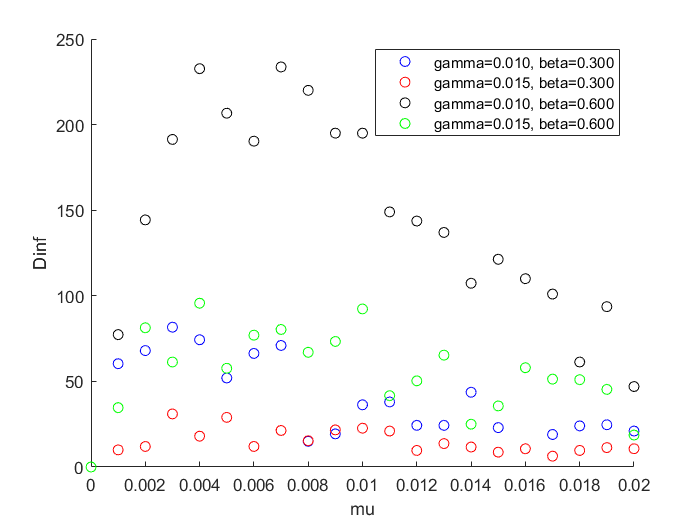 250
200
150
100
50
0
Dinf
gamma=0.010, beta=0.300
gamma=0.015, beta=0.300
gamma=0.010, beta=0.600
gamma=0.015, beta=0.600
0 0.002 0.004 0.006 0.008 0.01 0.012 0.014 0.016 0.018 0.02
mu